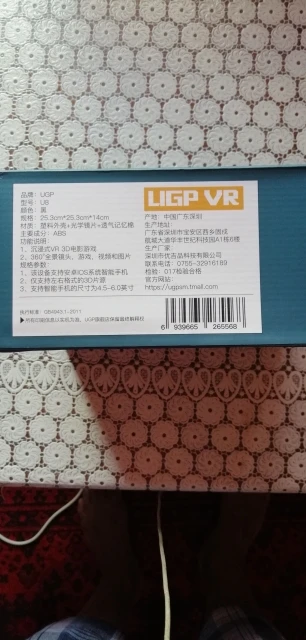 品牌：UGP
型号：U8
颜色：黑
规格：25.3cm*25.3cm*14cm
材质：塑料外壳+光学镜片+透气记忆棉
主要成分：ABS
功能说明：
1、沉浸式VR 3D电影游戏
2、360°全景镜头、游戏、视频和图片
规格参数：
1、该设备支持安卓IOS系统智能手机
2、仅支持左右格式的3D片源
3、支持智能手机的尺寸为4.5-6.0英寸
UGP VR
产地：中国广东深圳
生产地址：
广东省深圳市宝安区西乡固戍
航城大道华丰世纪科技园A1栋6楼
生产厂家：
深圳市优吉品科技有限公司
联系电话：0755-32916189
检验：017检验合格
官方网站：
https://ugpsm.tmall.com
执行标准：GB4943.1-2011
6 939665 265568